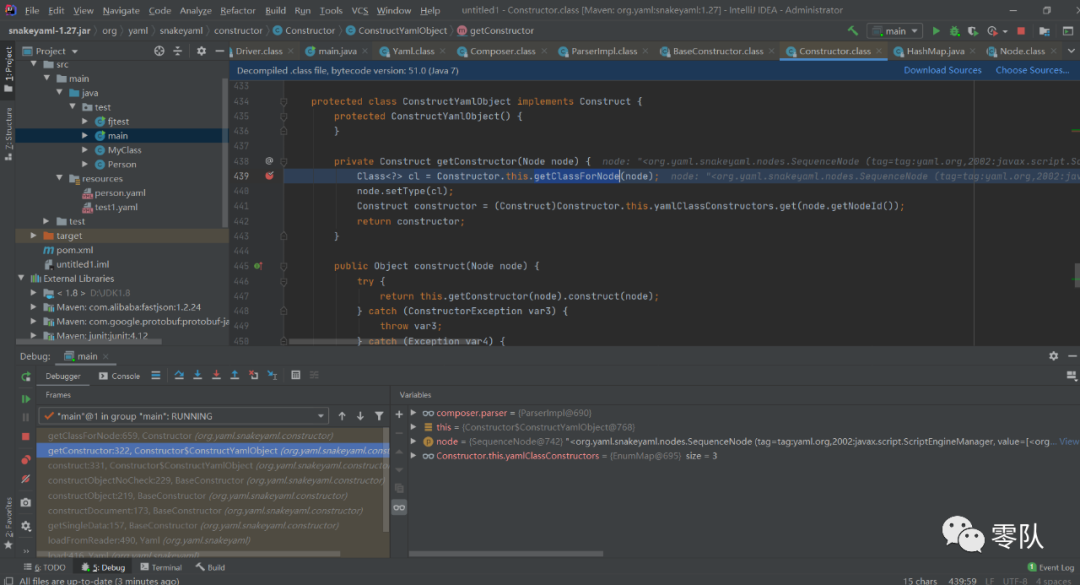 File Edit View Navigate Code Analyze Refactor Build Run Tools VCS Window Help untitled1 - Constructor.class [Maven: org.yaml:snakeyaml:1.27] - IntelliJ IDEA - Administrator
snakeyaml-1.27.jar org yaml snakeyaml constructor Constructor ConstructYamlObject getConstructor main
Project Driver.class main.java Yaml.class Composer.class ParserImpl.class BaseConstructor.class Constructor.class HashMap.java Node.class
1: Project
Z: Structure
2: Favorites
src
main
java
test
fjtest
main
MyClass
Person
resources
person.yaml
test1.yaml
test
target
pom.xml
untitled1.iml
External Libraries
< 1.8 > D:\JDK1.8
Maven: com.alibaba:fastjson:1.2.24
Maven: com.google.protobuf:protobuf-ja
Maven: junit:junit:4.12
Decompiled .class file, bytecode version: 51.0 (Java 7) Download Sources Choose Sources...
433
434 protected class ConstructYamlObject implements Construct {
435 protected ConstructYamlObject() {
436 }
437
438 private Construct getConstructor(Node node) { node: "<org.yaml.snakeyaml.nodes.SequenceNode (tag=tag:yaml.org,2002:javax.script.Sc
439 Class<?> cl = Constructor.this.getClassForNode(node); node: "<org.yaml.snakeyaml.nodes.SequenceNode (tag=tag:yaml.org,2002:java
440 node.setType(cl);
441 Construct constructor = (Construct)Constructor.this.yamlClassConstructors.get(node.getNodeId());
442 return constructor;
443 }
444
445 public Object construct(Node node) {
446 try {
447 return this.getConstructor(node).construct(node);
448 } catch (ConstructorException var3) {
449 throw var3;
450 } catch (Exception var4) {
Debug: main
Debugger Console
Frames
"main"@1 in group "main": RUNNING
getClassForNode:659, Constructor (org.yaml.snakeyaml.constructor)
getConstructor:322, Constructor$ConstructYamlObject (org.yaml.snakeyaml.const
construct:331, Constructor$ConstructYamlObject (org.yaml.snakeyaml.constructor
constructObjectNoCheck:229, BaseConstructor (org.yaml.snakeyaml.constructor)
constructObject:219, BaseConstructor (org.yaml.snakeyaml.constructor)
constructDocument:173, BaseConstructor (org.yaml.snakeyaml.constructor)
getSingleData:157, BaseConstructor (org.yaml.snakeyaml.constructor)
loadFromReader:490, Yaml (org.yaml.snakeyaml)
load:416, Yaml (org.yaml.snakeyaml)
Variables
composer.parser = {ParserImpl@690}
this = {Constructor$ConstructYamlObject@768}
node = {SequenceNode@742} "<org.yaml.snakeyaml.nodes.SequenceNode (tag=tag:yaml.org,2002:javax.script.ScriptEngineManager, value=[<org... View
Constructor.this.yamlClassConstructors = {EnumMap@695} size = 3
零队
6: TODO 5: Debug Terminal Build Event Log
All files are up-to-date (3 minutes ago) 15 chars 439:59 LF UTF-8 4 spaces